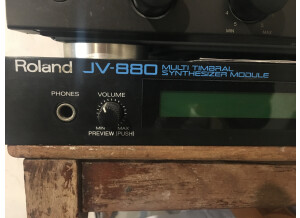 Roland JV-880 MULTI TIMBRAL
SYNTHESIZER MODULE
PHONES VOLUME
MIN MAX
PREVIEW [PUSH]